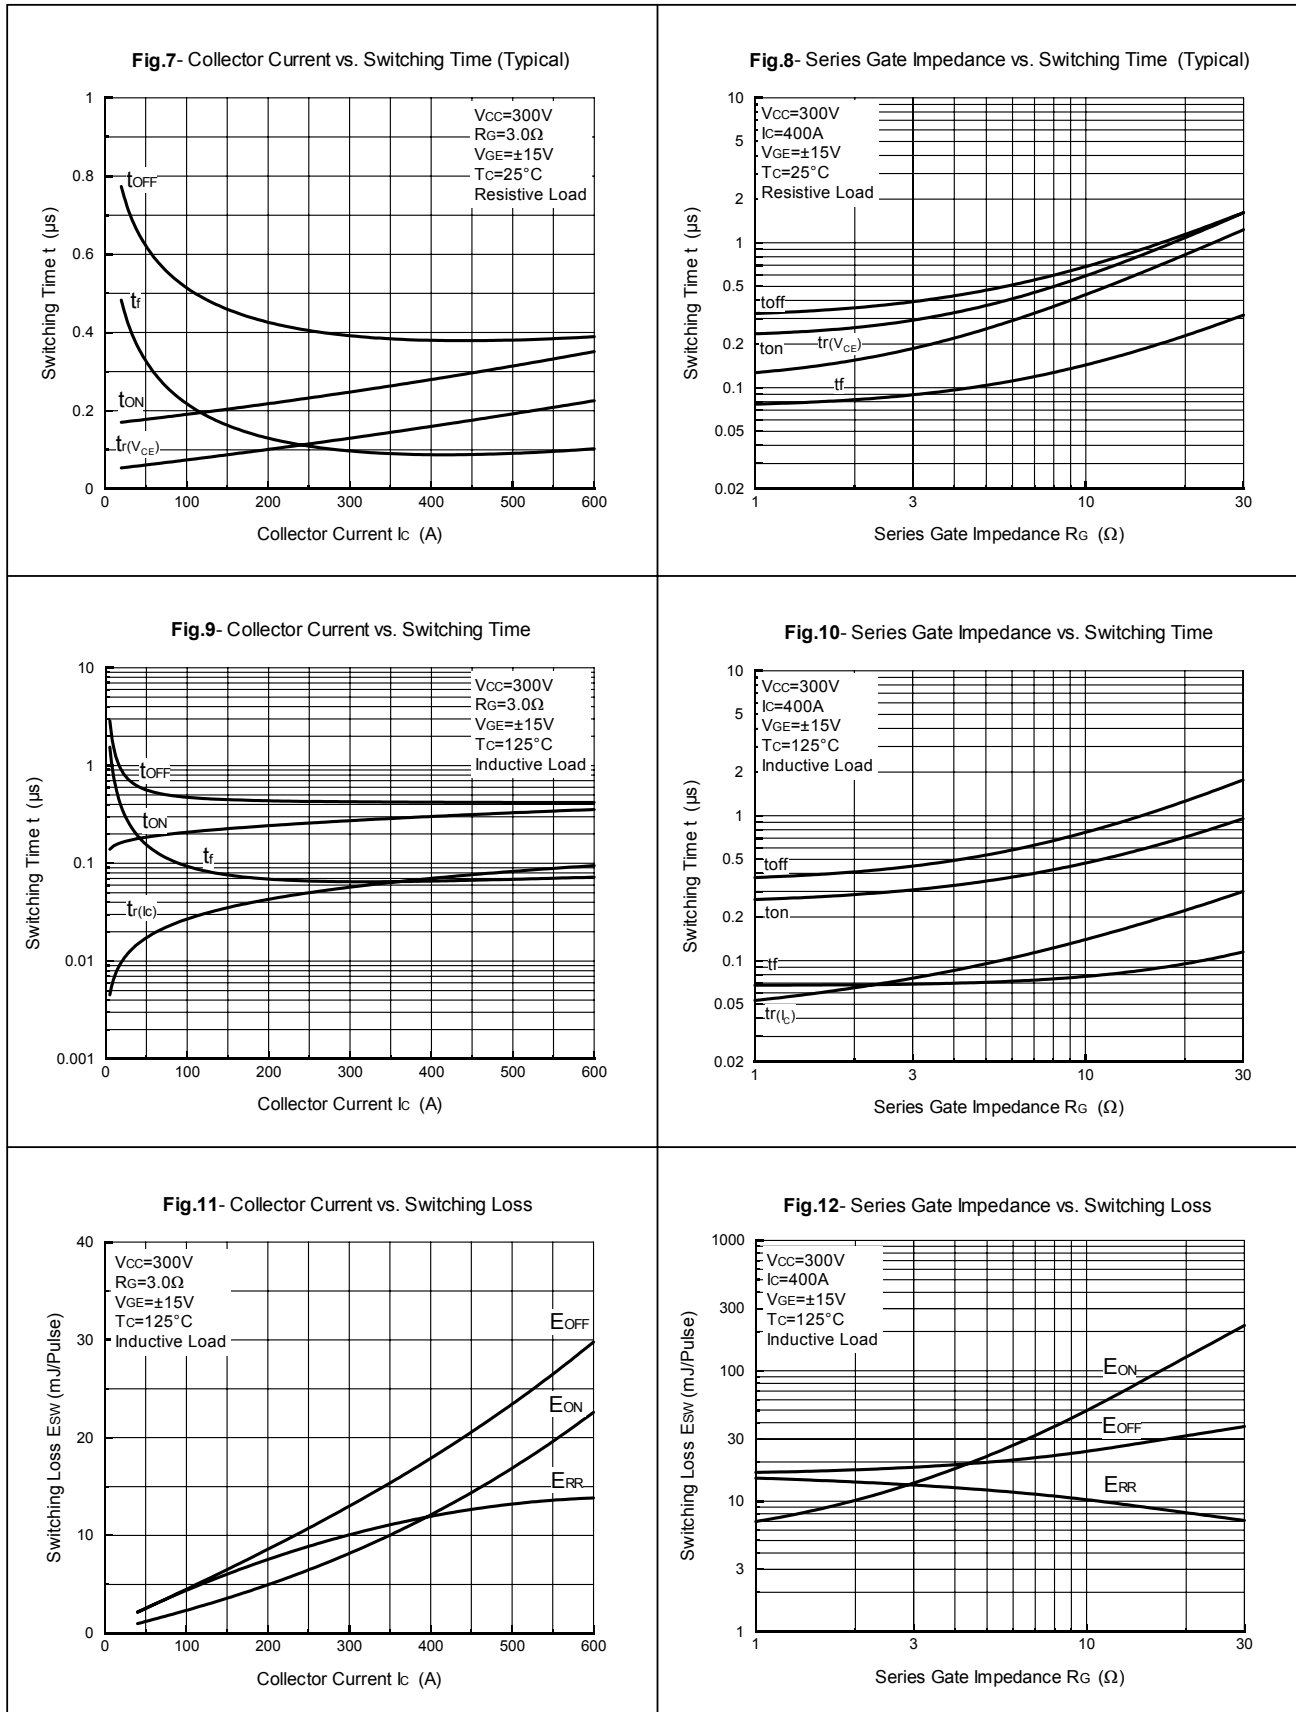 Fig.7- Collector Current vs. Switching Time (Typical)
1
0.8
0.6
0.4
0.2
0
Switching Time t (µs)
VCC=300V
RG=3.0Ω
VGE=±15V
TC=25°C
Resistive Load
tOFF
tf
tON
tr(VCE)
0 100 200 300 400 500 600
Collector Current IC (A)
Fig.8- Series Gate Impedance vs. Switching Time (Typical)
10
5
2
1
0.5
0.2
0.1
0.05
0.02
Switching Time t (µs)
VCC=300V
IC=400A
VGE=±15V
TC=25°C
Resistive Load
toff
ton
tr(VCE)
tf
1 3 10 30
Series Gate Impedance RG (Ω)
Fig.9- Collector Current vs. Switching Time
10
1
0.1
0.01
0.001
Switching Time t (µs)
VCC=300V
RG=3.0Ω
VGE=±15V
TC=125°C
Inductive Load
tOFF
tON
tf
tr(Ic)
0 100 200 300 400 500 600
Collector Current IC (A)
Fig.10- Series Gate Impedance vs. Switching Time
10
5
2
1
0.5
0.2
0.1
0.05
0.02
Switching Time t (µs)
VCC=300V
IC=400A
VGE=±15V
TC=125°C
Inductive Load
toff
ton
tf
tr(IC)
1 3 10 30
Series Gate Impedance RG (Ω)
Fig.11- Collector Current vs. Switching Loss
40
30
20
10
0
Switching Loss ESW (mJ/Pulse)
VCC=300V
RG=3.0Ω
VGE=±15V
TC=125°C
Inductive Load
EOFF
EON
ERR
0 100 200 300 400 500 600
Collector Current IC (A)
Fig.12- Series Gate Impedance vs. Switching Loss
1000
300
100
30
10
3
1
Switching Loss ESW (mJ/Pulse)
VCC=300V
IC=400A
VGE=±15V
TC=125°C
Inductive Load
EON
EOFF
ERR
1 3 10 30
Series Gate Impedance RG (Ω)